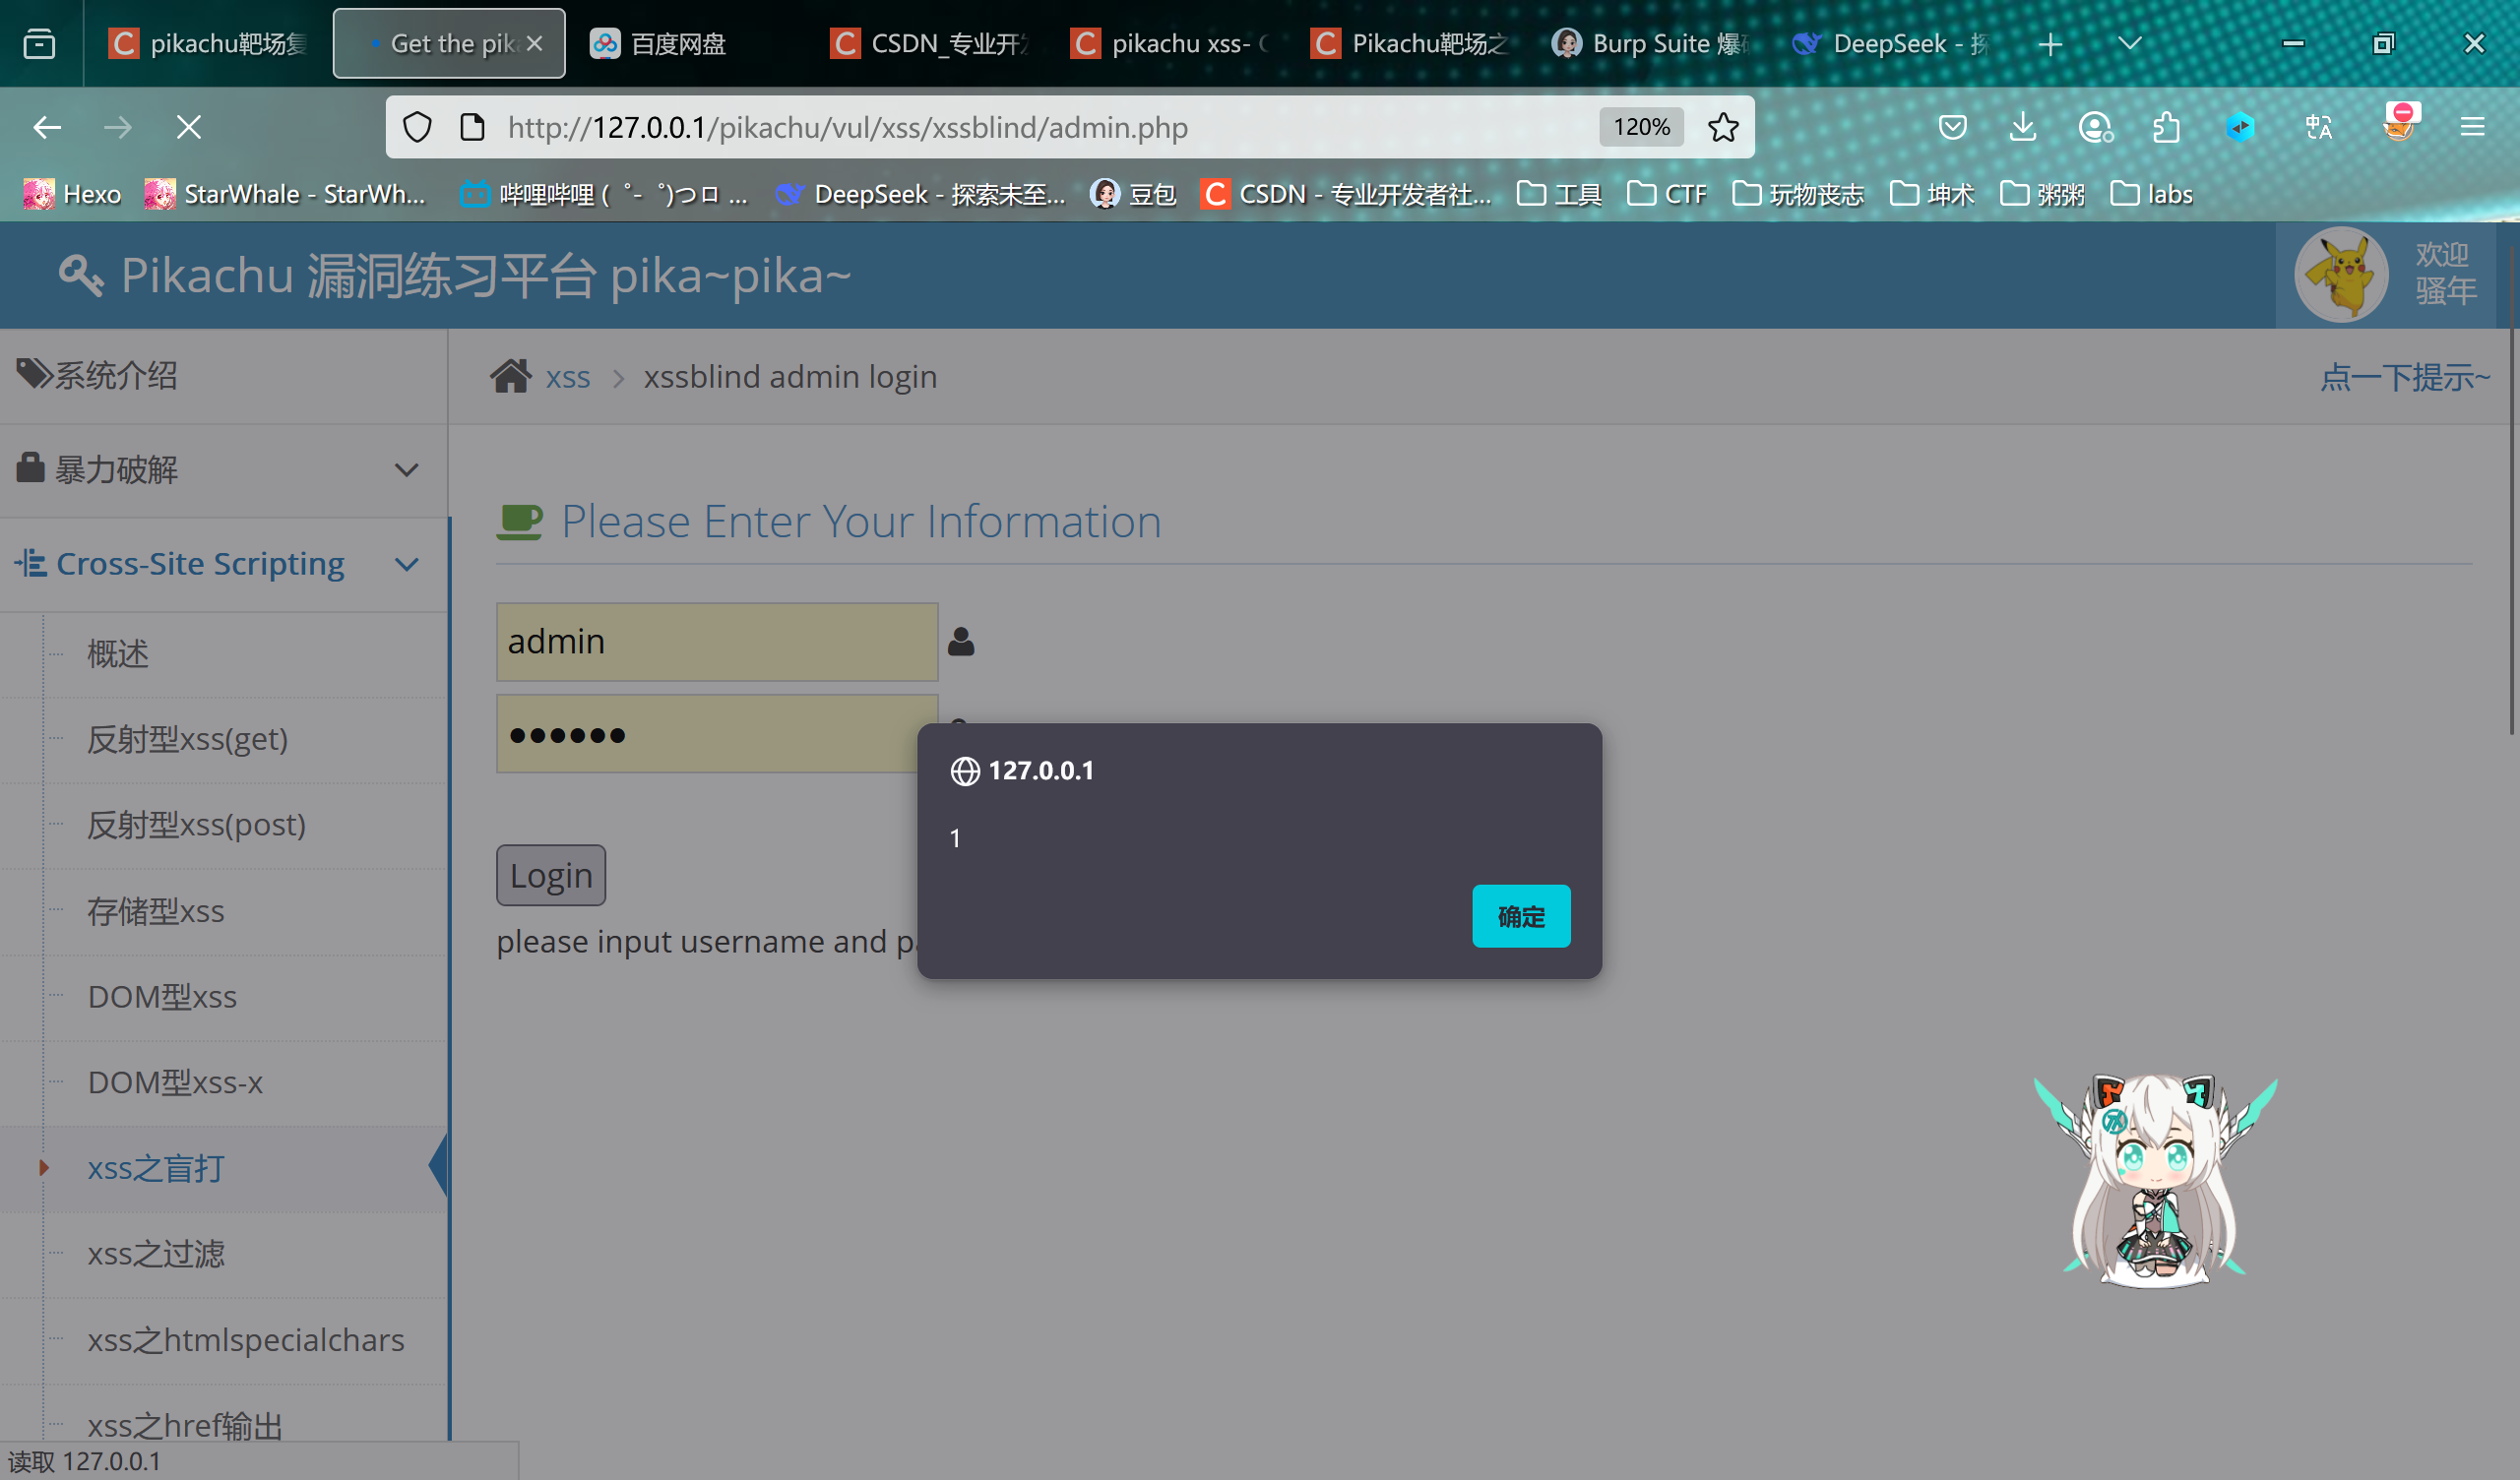 pikachu靶场复
Get the pik
百度网盘
CSDN_专业开发
pikachu xss- C
Pikachu靶场之
Burp Suite 爆破
DeepSeek - 探
http://127.0.0.1/pikachu/vul/xss/xssblind/admin.php
120%
Hexo
StarWhale - StarWh...
哔哩哔哩 ( ゜- ゜)つロ ...
DeepSeek - 探索未至...
豆包
CSDN - 专业开发者社...
工具
CTF
玩物丧志
坤术
粥粥
labs
Pikachu 漏洞练习平台 pika~pika~
欢迎
骚年
系统介绍
xss
xssblind admin login
点一下提示~
暴力破解
Cross-Site Scripting
概述
反射型xss(get)
反射型xss(post)
存储型xss
DOM型xss
DOM型xss-x
xss之盲打
xss之过滤
xss之htmlspecialchars
xss之href输出
Please Enter Your Information
admin
Login
please input username and pa
127.0.0.1
1
确定
读取 127.0.0.1